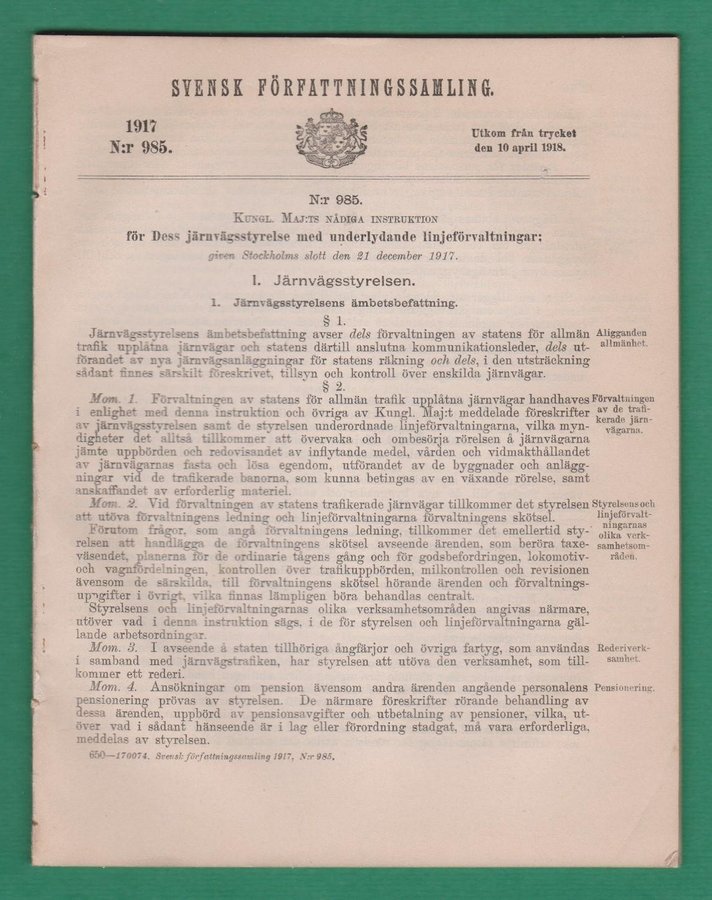 SVENSK FÖRFATTNINGSSAMLING.
1917
N:r 985.
Utkom från trycket
den 10 april 1918.
N:r 985.
KUNGL. MAJ:TS NÅDIGA INSTRUKTION
för Dess järnvägsstyrelse med underlydande linjeförvaltningar;
given Stockholms slott den 21 december 1917.
I. Järnvägsstyrelsen.
1. Järnvägsstyrelsens ämbetsbefattning.
§ 1.
Järnvägsstyrelsens ämbetsbefattning avser dels förvaltningen av statens för allmän
trafik upplåtna järnvägar och statens därtill anslutna kommunikationsleder, dels ut-
förandet av nya järnvägsanläggningar för statens räkning och dels, i den utsträckning
sådant finnes särskilt föreskrivet, tillsyn och kontroll över enskilda järnvägar.
Åligganden
i allmänhet.
§ 2.
Mom. 1. Förvaltningen av statens för allmän trafik upplåtna järnvägar handhaves
i enlighet med denna instruktion och övriga av Kungl. Maj:t meddelade föreskrifter
av järnvägsstyrelsen samt de styrelsen underordnade linjeförvaltningarna, vilka myn-
digheter det alltså tillkommer att övervaka och ombesörja rörelsen å järnvägarna
jämte uppbörden och redovisandet av inflytande medel, vården och vidmakthållandet
av järnvägarnas fasta och lösa egendom, utförandet av de byggnader och anlägg-
ningar vid de trafikerade banorna, som kunna betingas av en växande rörelse, samt
anskaffandet av erforderlig materiel.
Förvaltningen
av de trafi-
kerade järn-
vägarna.
Mom. 2. Vid förvaltningen av statens trafikerade järnvägar tillkommer det styrelsen
att utöva förvaltningens ledning och linjeförvaltningarna förvaltningens skötsel.
Förutom frågor, som angå förvaltningens ledning, tillkommer det emellertid sty-
relsen att handlägga de förvaltningens skötsel avseende ärenden, som beröra taxe-
väsendet, planerna för de ordinarie tågens gång och för godsbefordringen, lokomotiv-
och vagnfördelningen, kontrollen över trafikuppbörden, milkontrollen och revisionen
ävensom de särskilda, till förvaltningens skötsel hörande ärenden och förvaltnings-
uppgifter i övrigt, vilka finnas lämpligen böra behandlas centralt.
Styrelsens och linjeförvaltningarnas olika verksamhetsområden angivas närmare,
utöver vad i denna instruktion sägs, i de för styrelsen och linjeförvaltningarna gäl-
lande arbetsordningar.
Styrelsens och
linjeförvalt-
ningarnas
olika verk-
samhetsom-
råden.
Mom. 3. I avseende å staten tillhöriga ångfärjor och övriga fartyg, som användas
i samband med järnvägstrafiken, har styrelsen att utöva den verksamhet, som till-
kommer ett rederi.
Rederiverk-
samhet.
Mom. 4. Ansökningar om pension ävensom andra ärenden angående personalens
pensionering prövas av styrelsen. De närmare föreskrifter rörande behandling av
dessa ärenden, uppbörd av pensionsavgifter och utbetalning av pensioner, vilka, ut-
över vad i sådant hänseende är i lag eller förordning stadgat, må vara erforderliga,
meddelas av styrelsen.
Pensionering.
650—170074. Svensk författningssamling 1917, N:r 985.